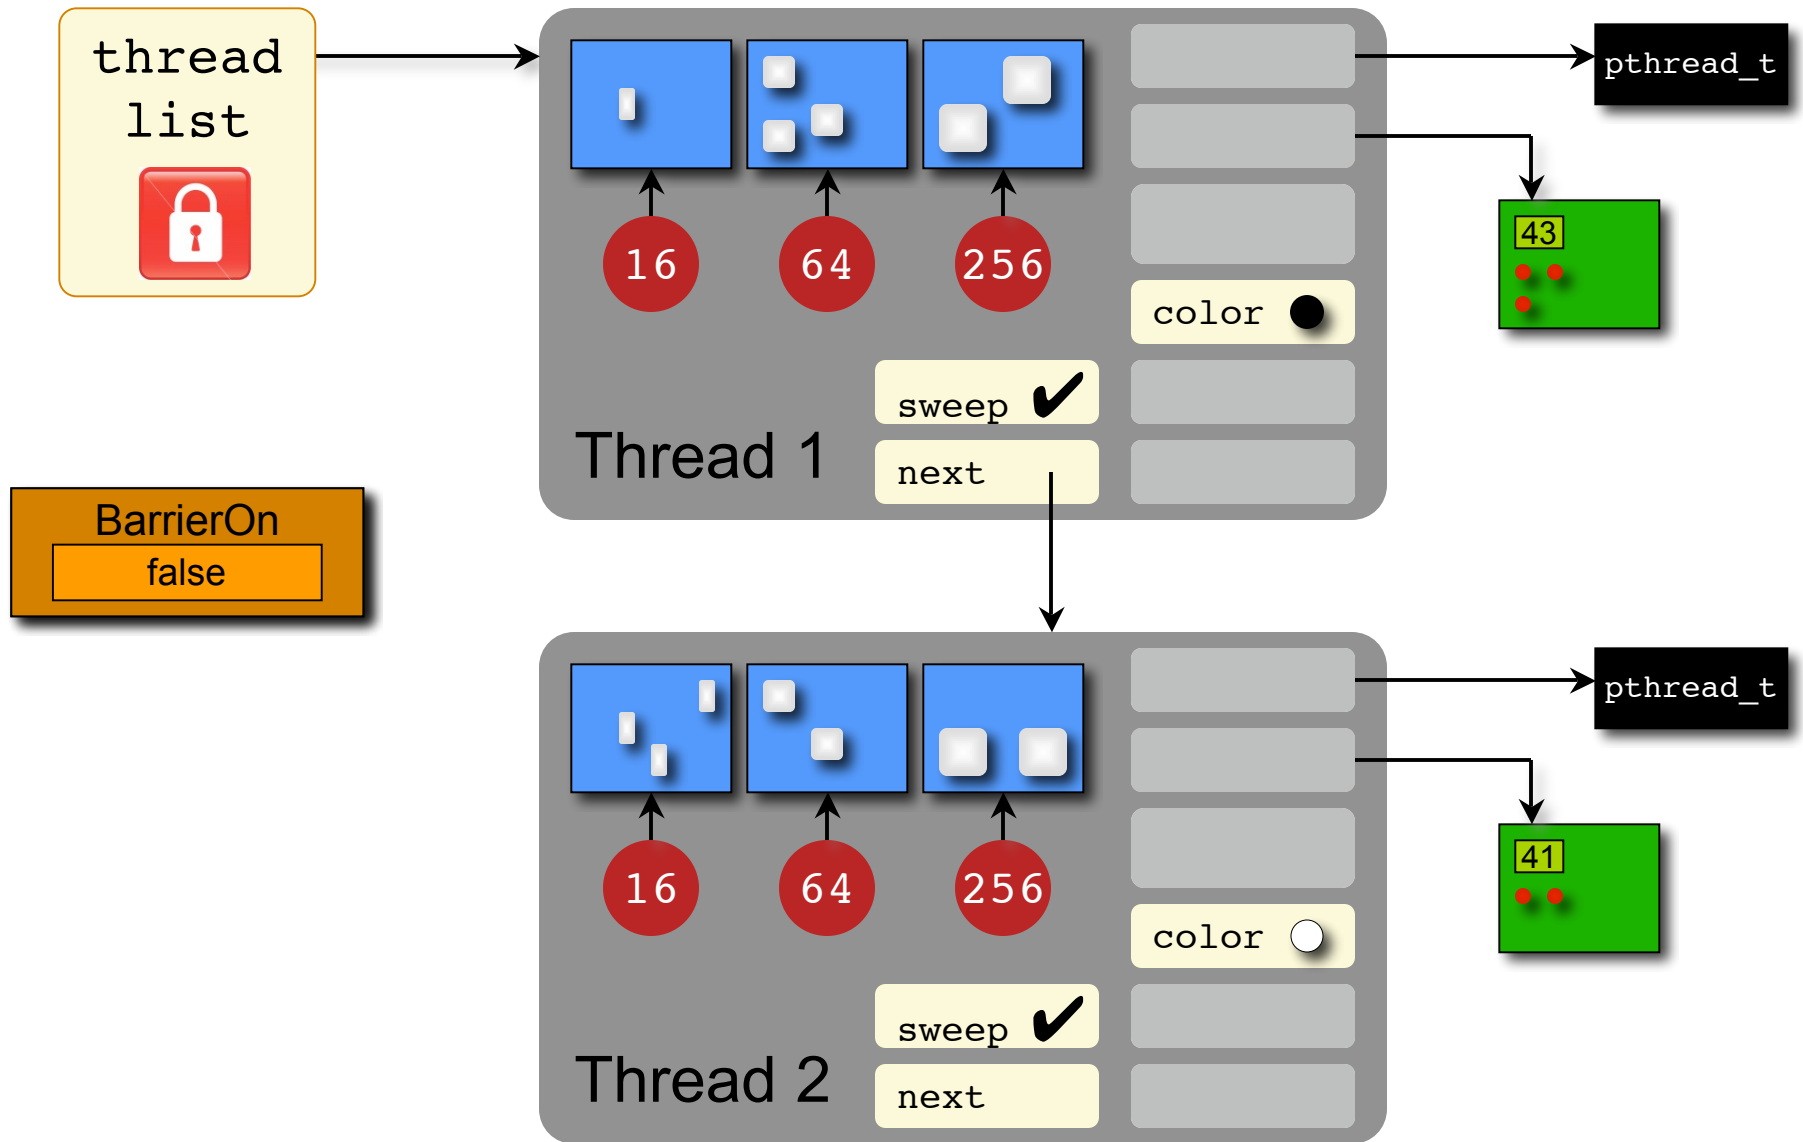 thread
list
pthread_t
43
16
64
256
color
sweep ✔
Thread 1
next
BarrierOn
false
pthread_t
41
16
64
256
color
sweep ✔
Thread 2
next